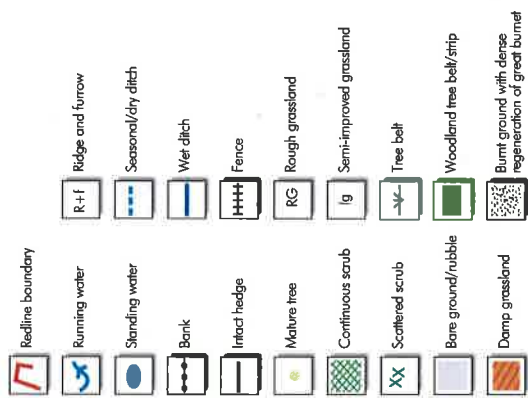 Redline boundary
Running water
Standing water
Bank
Intact hedge
Mature tree
Continuous scrub
XX Scattered scrub
Bare ground/rubble
Damp grassland
R+f Ridge and furrow
Seasonal/dry ditch
Wet ditch
Fence
RG Rough grassland
Ig Semi-improved grassland
Tree belt
Woodland tree belt/strip
Burnt ground with dense
regeneration of great burnet